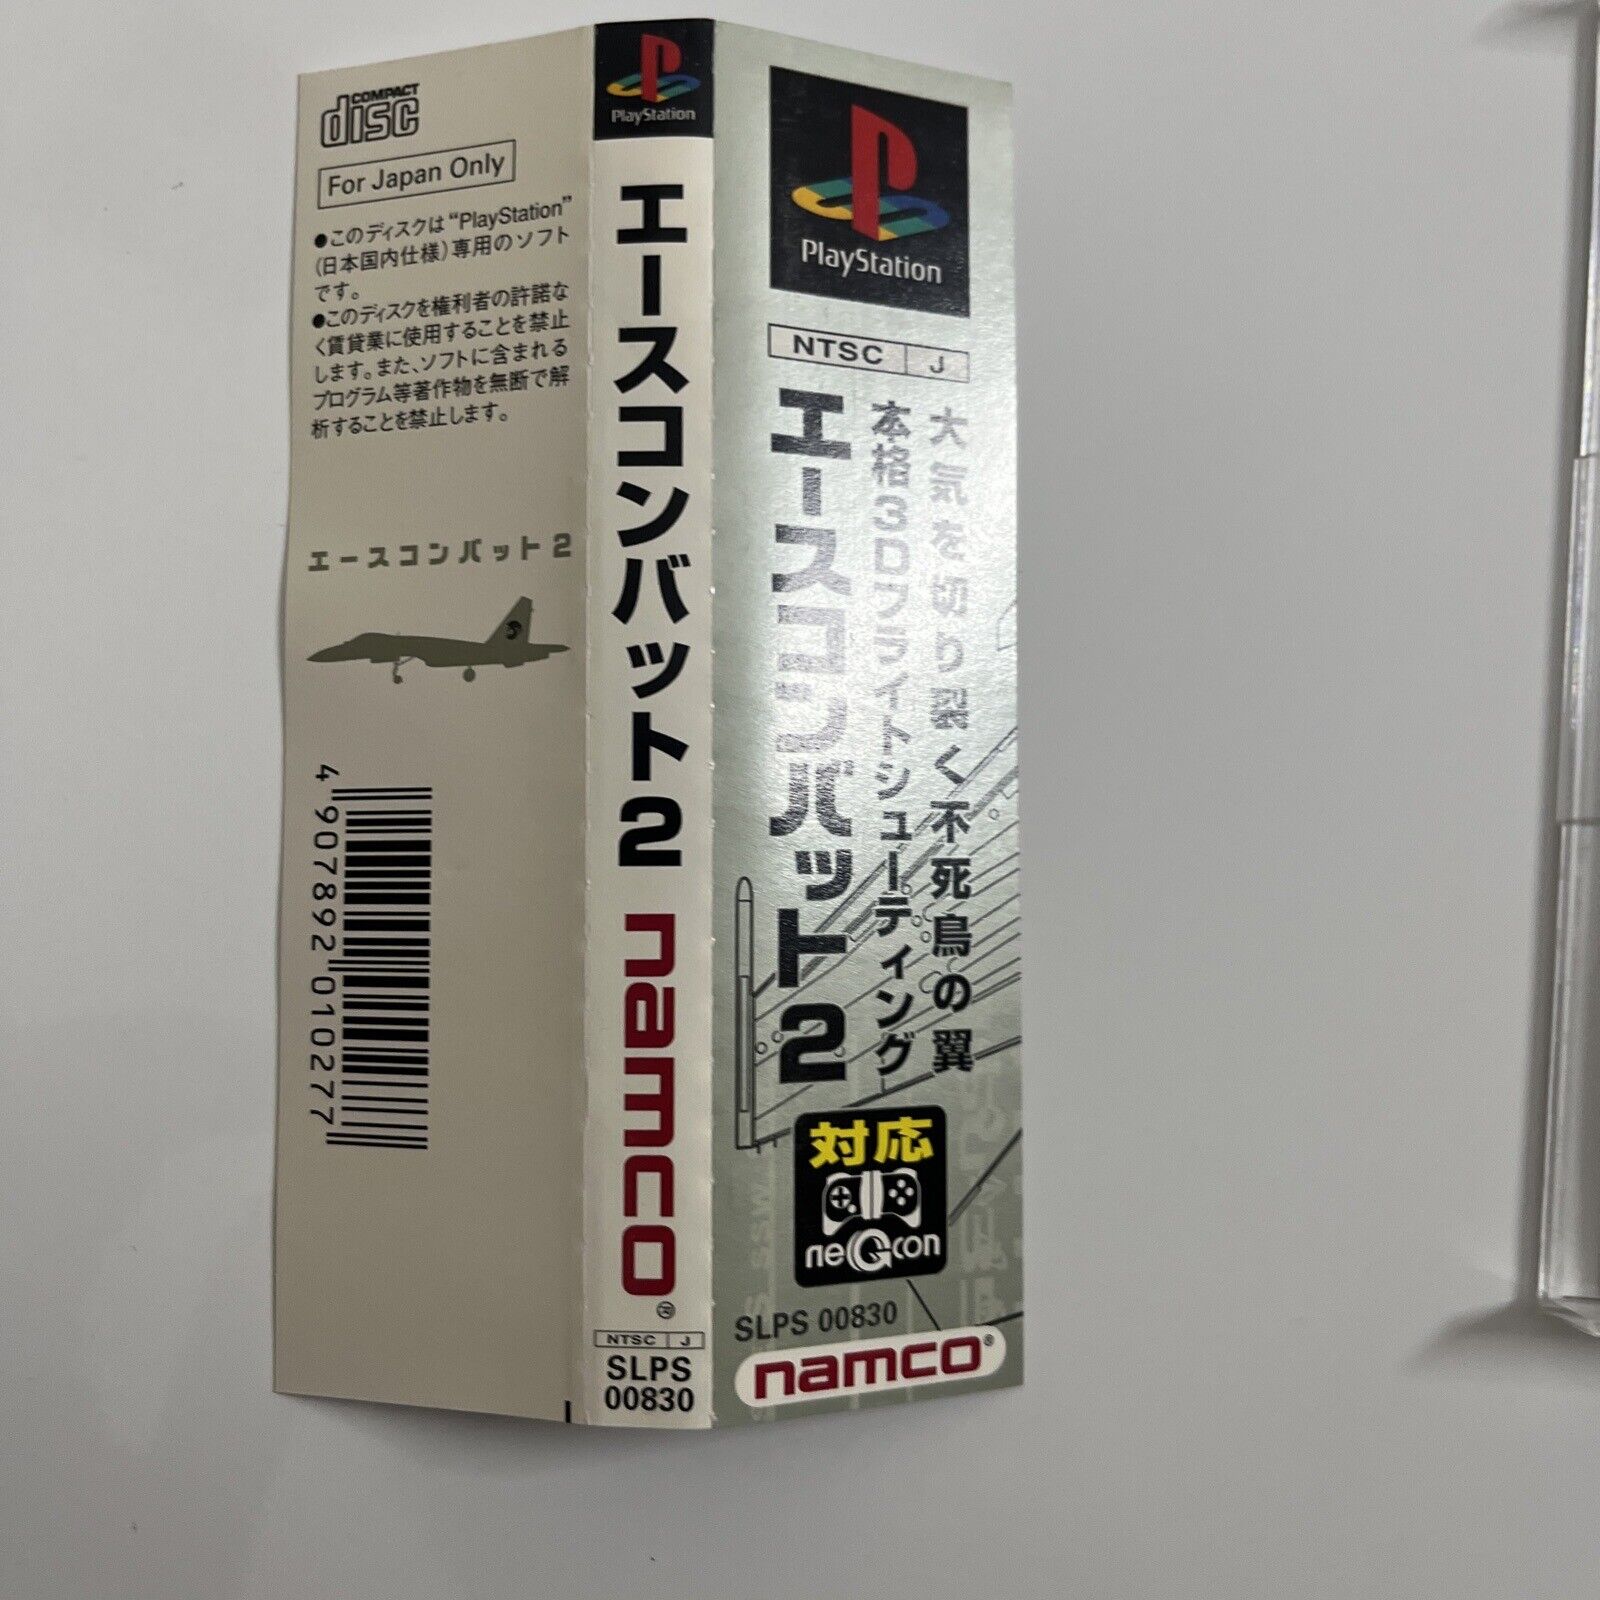 COMPACT
disc
For Japan Only
●このディスクは“PlayStation”
(日本国内仕様)専用のソフト
です。
●このディスクを権利者の許諾な
く賃貸業に使用することを禁止
します。また、ソフトに含まれる
プログラム等著作物を無断で解
析することを禁止します。
エースコンバット2
4907892010277
PlayStation
エースコンバット2
namco®
NTSC J
SLPS
00830
PlayStation
NTSC J
大気を切り裂く不死鳥の翼
本格3Dフライトシューティング
エースコンバット2
対応
neGcon
SLPS 00830
namco®